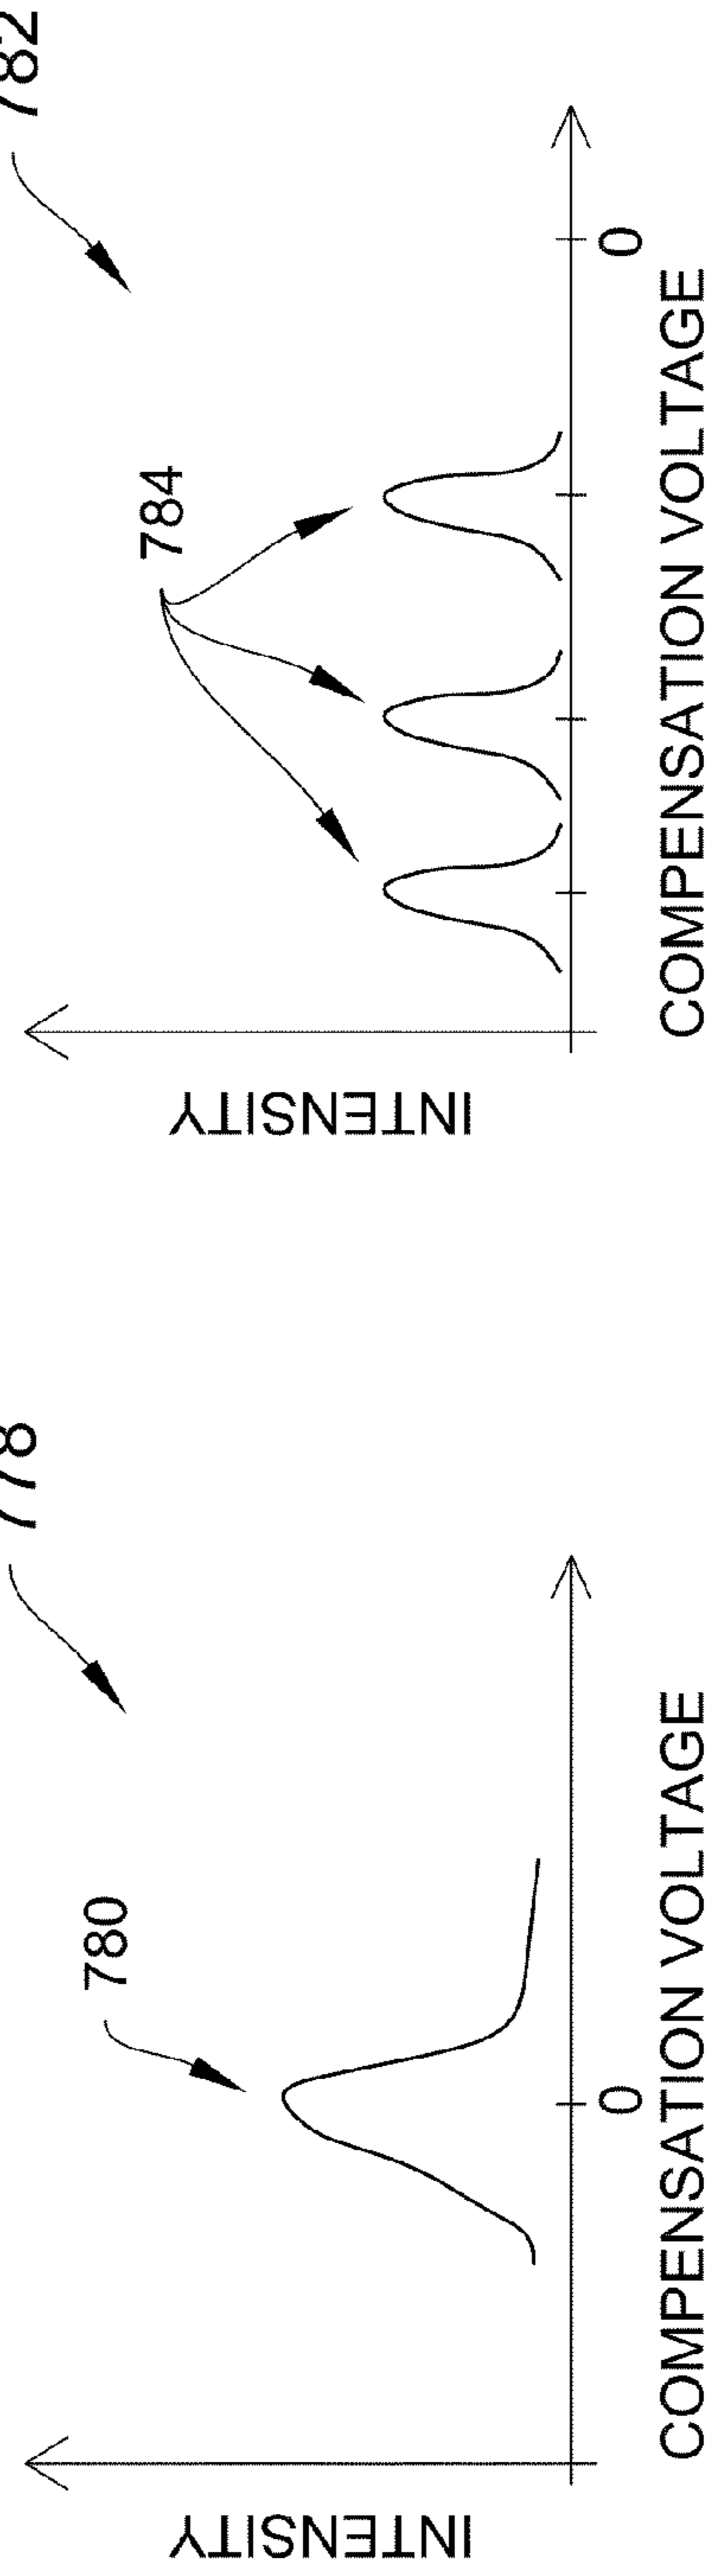 778
780
INTENSITY
0
COMPENSATION VOLTAGE
782
784
INTENSITY
0
COMPENSATION VOLTAGE